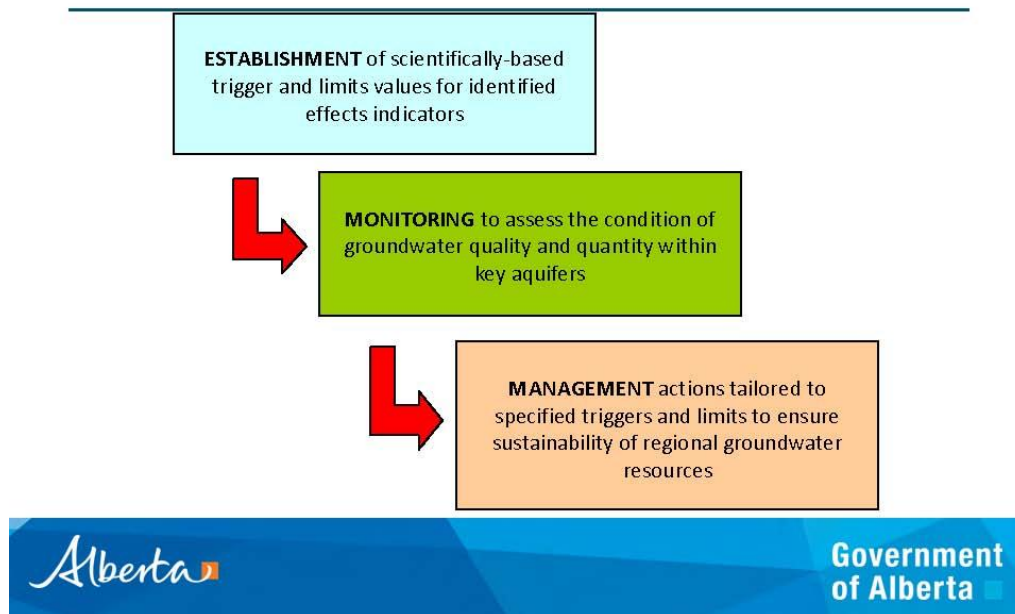 ESTABLISHMENT of scientifically-based
trigger and limits values for identified
effects indicators
MONITORING to assess the condition of
groundwater quality and quantity within
key aquifers
MANAGEMENT actions tailored to
specified triggers and limits to ensure
sustainability of regional groundwater
resources
Alberta
Government
of Alberta